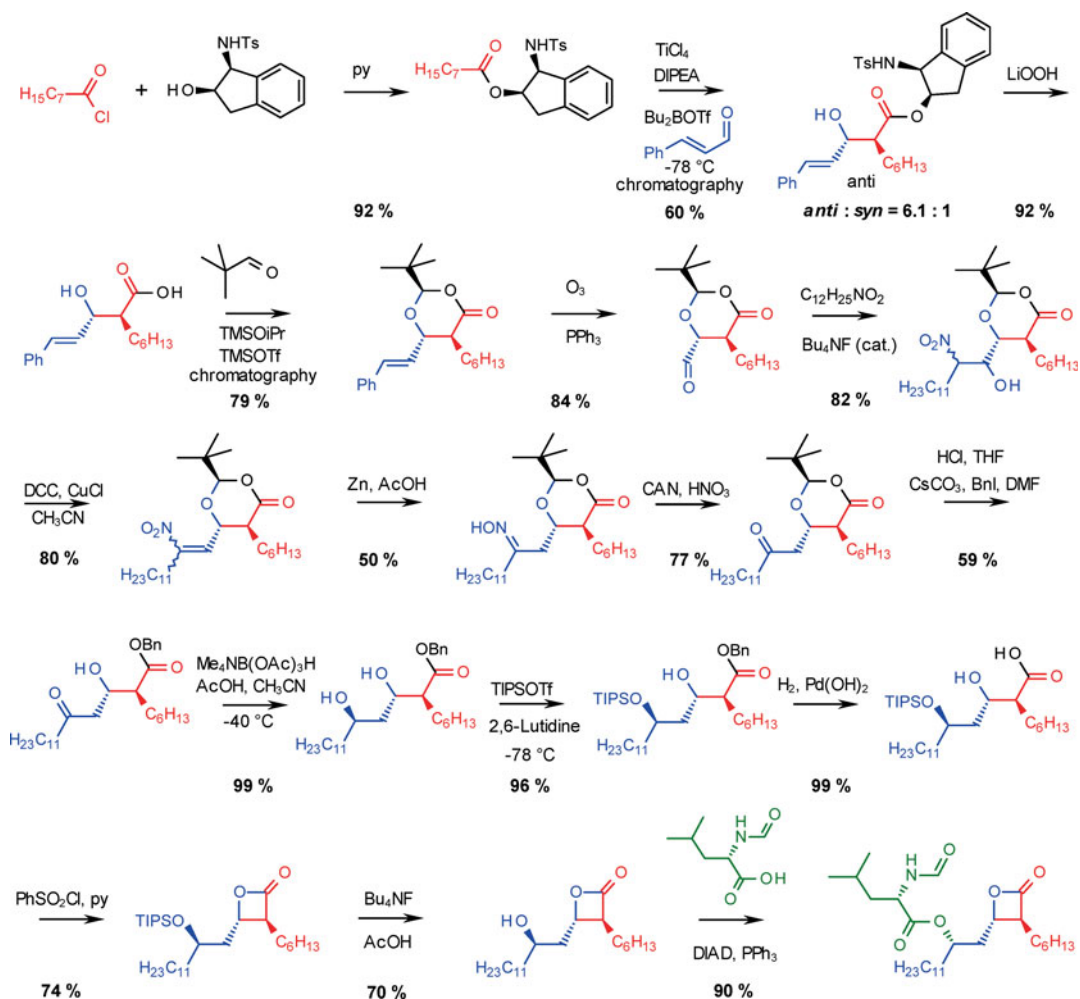 H₁₅C₇
O
Cl
+
NHTs
HO
py
92 %
H₁₅C₇
O
O
NHTs
TiCl₄
DIPEA
Bu₂BOTf
Ph
O
-78 °C
chromatography
60 %
TsHN
O
HO
O
Ph
C₆H₁₃
anti
anti : syn = 6.1 : 1
LiOOH
92 %
HO
O
OH
Ph
C₆H₁₃
O
TMSOiPr
TMSOTf
chromatography
79 %
O
O
O
C₆H₁₃
Ph
O₃
PPh₃
84 %
O
O
O
C₆H₁₃
O
C₁₂H₂₅NO₂
Bu₄NF (cat.)
82 %
O
O
O
NO₂
C₆H₁₃
H₂₃C₁₁
OH
DCC, CuCl
CH₃CN
80 %
O
O
O
NO₂
C₆H₁₃
H₂₃C₁₁
Zn, AcOH
50 %
O
O
O
HON
C₆H₁₃
H₂₃C₁₁
CAN, HNO₃
77 %
O
O
O
O
C₆H₁₃
H₂₃C₁₁
HCl, THF
CsCO₃, BnI, DMF
59 %
OBn
HO
O
O
C₆H₁₃
H₂₃C₁₁
Me₄NB(OAc)₃H
AcOH, CH₃CN
-40 °C
99 %
OBn
HO
O
HO
C₆H₁₃
H₂₃C₁₁
TIPSOTf
2,6-Lutidine
-78 °C
96 %
OBn
HO
O
TIPSO
C₆H₁₃
H₂₃C₁₁
H₂, Pd(OH)₂
99 %
HO
HO
O
TIPSO
C₆H₁₃
H₂₃C₁₁
PhSO₂Cl, py
74 %
O
O
TIPSO
C₆H₁₃
H₂₃C₁₁
Bu₄NF
AcOH
70 %
O
O
HO
C₆H₁₃
H₂₃C₁₁
H
N
O
OH
O
DIAD, PPh₃
90 %
H
N
O
O
O
O
O
C₆H₁₃
H₂₃C₁₁